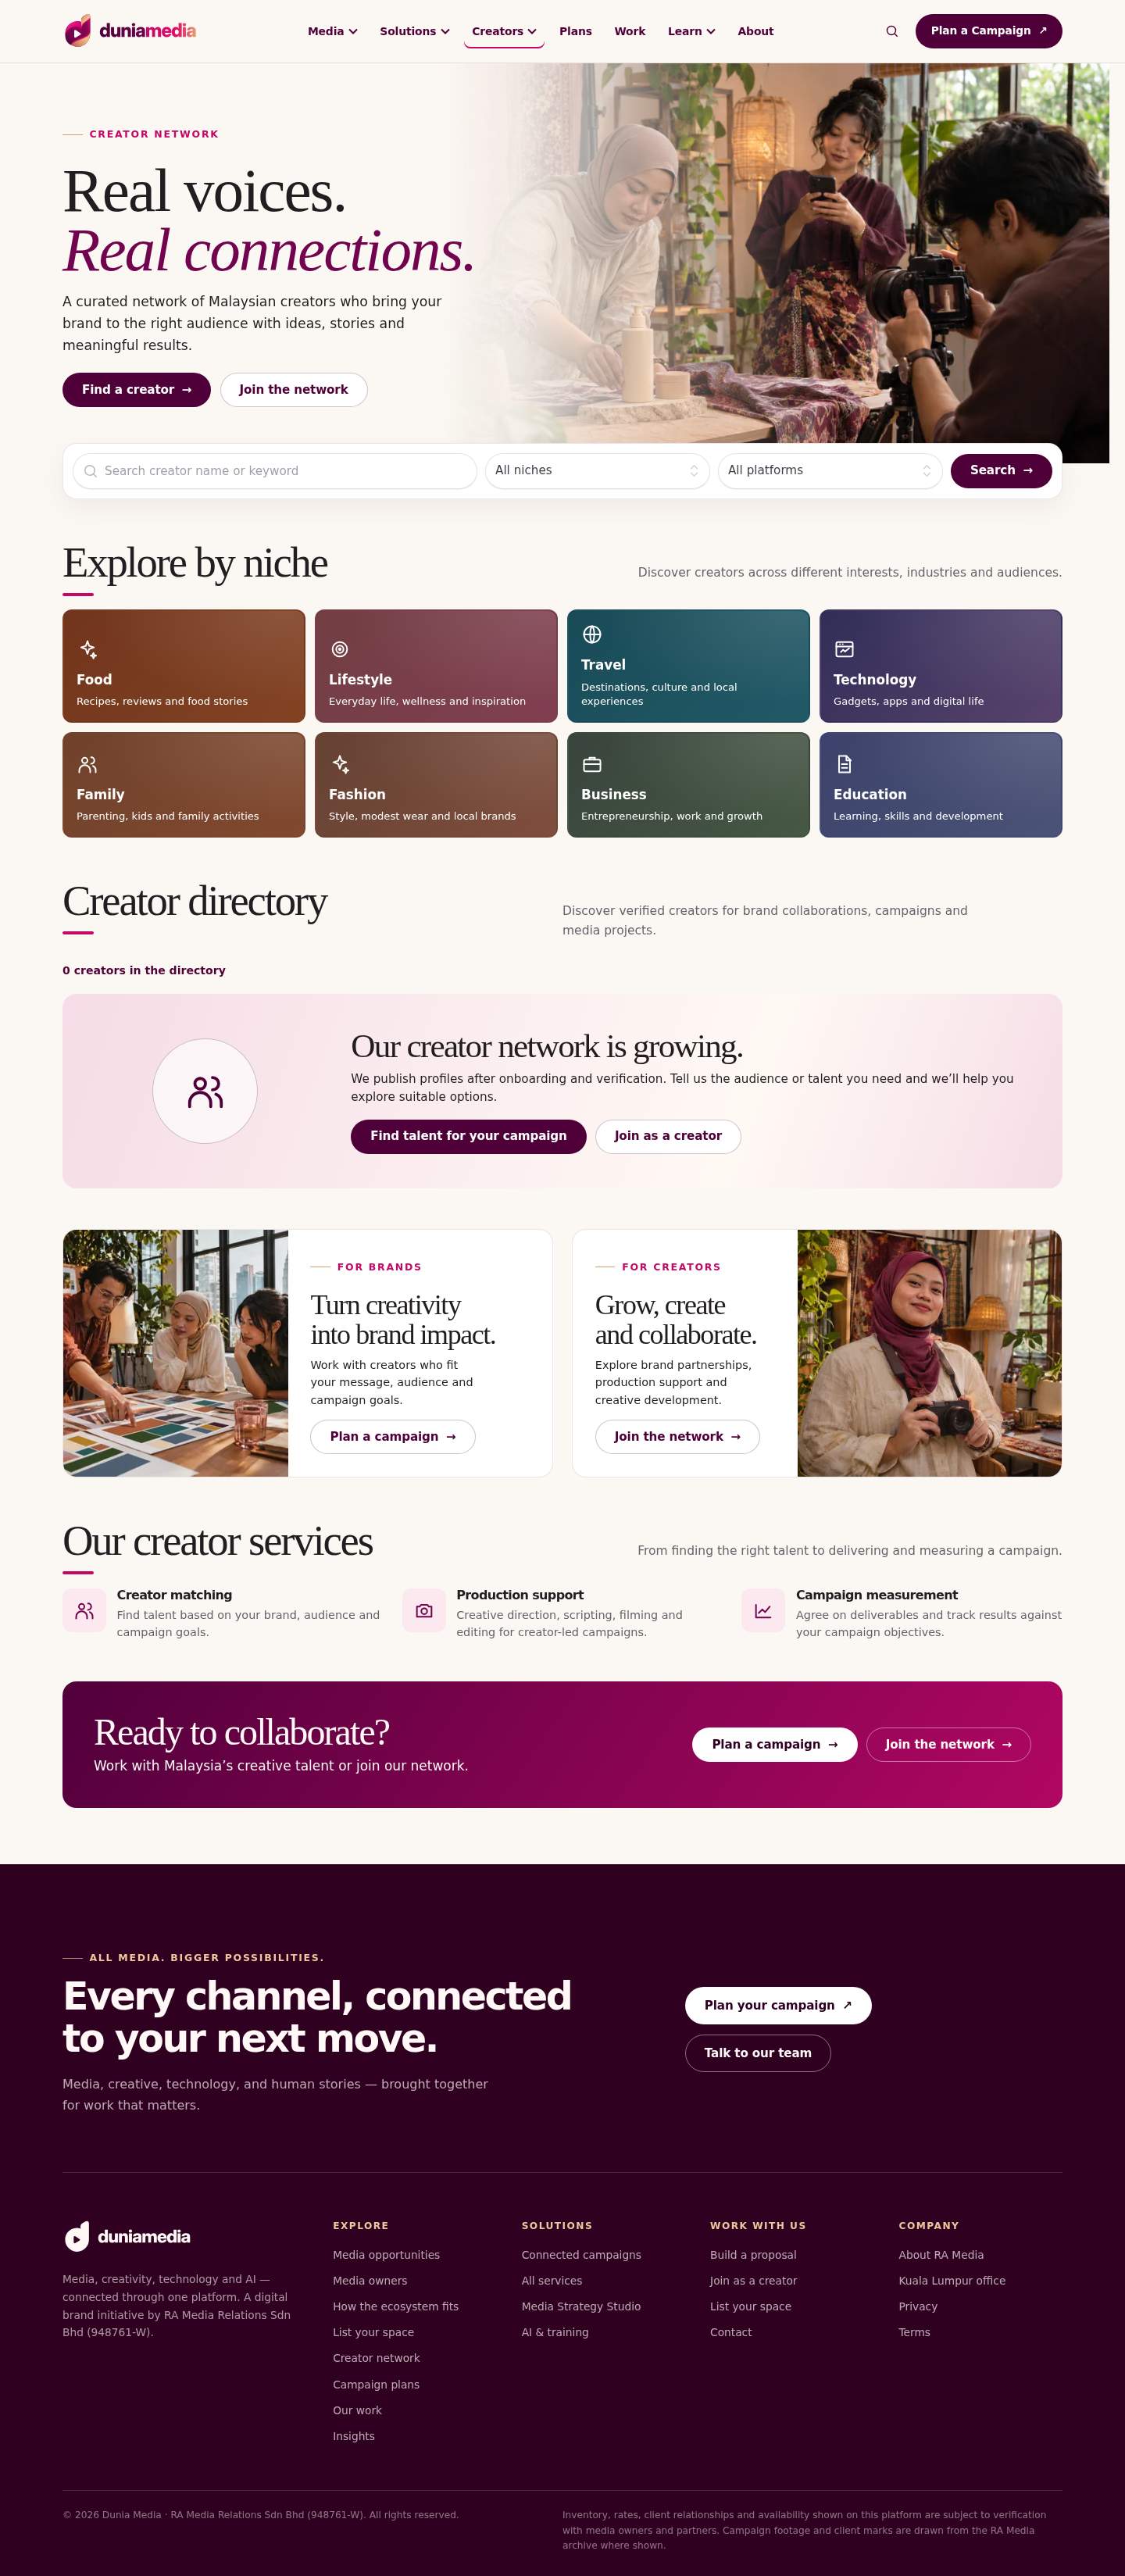 duniamedia
Media
Solutions
Creators
Plans
Work
Learn
About
Plan a Campaign ↗
CREATOR NETWORK
Real voices.
Real connections.
A curated network of Malaysian creators who bring your
brand to the right audience with ideas, stories and
meaningful results.
Find a creator →
Join the network
Search creator name or keyword
All niches
All platforms
Search →
Explore by niche
Discover creators across different interests, industries and audiences.
Food
Recipes, reviews and food stories
Lifestyle
Everyday life, wellness and inspiration
Travel
Destinations, culture and local
experiences
Technology
Gadgets, apps and digital life
Family
Parenting, kids and family activities
Fashion
Style, modest wear and local brands
Business
Entrepreneurship, work and growth
Education
Learning, skills and development
Creator directory
Discover verified creators for brand collaborations, campaigns and
media projects.
0 creators in the directory
Our creator network is growing.
We publish profiles after onboarding and verification. Tell us the audience or talent you need and we’ll help you
explore suitable options.
Find talent for your campaign
Join as a creator
FOR BRANDS
Turn creativity
into brand impact.
Work with creators who fit
your message, audience and
campaign goals.
Plan a campaign →
FOR CREATORS
Grow, create
and collaborate.
Explore brand partnerships,
production support and
creative development.
Join the network →
Our creator services
From finding the right talent to delivering and measuring a campaign.
Creator matching
Find talent based on your brand, audience and
campaign goals.
Production support
Creative direction, scripting, filming and
editing for creator-led campaigns.
Campaign measurement
Agree on deliverables and track results against
your campaign objectives.
Ready to collaborate?
Work with Malaysia’s creative talent or join our network.
Plan a campaign →
Join the network →
ALL MEDIA. BIGGER POSSIBILITIES.
Every channel, connected
to your next move.
Media, creative, technology, and human stories — brought together
for work that matters.
Plan your campaign ↗
Talk to our team
duniamedia
Media, creativity, technology and AI —
connected through one platform. A digital
brand initiative by RA Media Relations Sdn
Bhd (948761-W).
EXPLORE
Media opportunities
Media owners
How the ecosystem fits
List your space
Creator network
Campaign plans
Our work
Insights
SOLUTIONS
Connected campaigns
All services
Media Strategy Studio
AI & training
WORK WITH US
Build a proposal
Join as a creator
List your space
Contact
COMPANY
About RA Media
Kuala Lumpur office
Privacy
Terms
© 2026 Dunia Media · RA Media Relations Sdn Bhd (948761-W). All rights reserved.
Inventory, rates, client relationships and availability shown on this platform are subject to verification
with media owners and partners. Campaign footage and client marks are drawn from the RA Media
archive where shown.